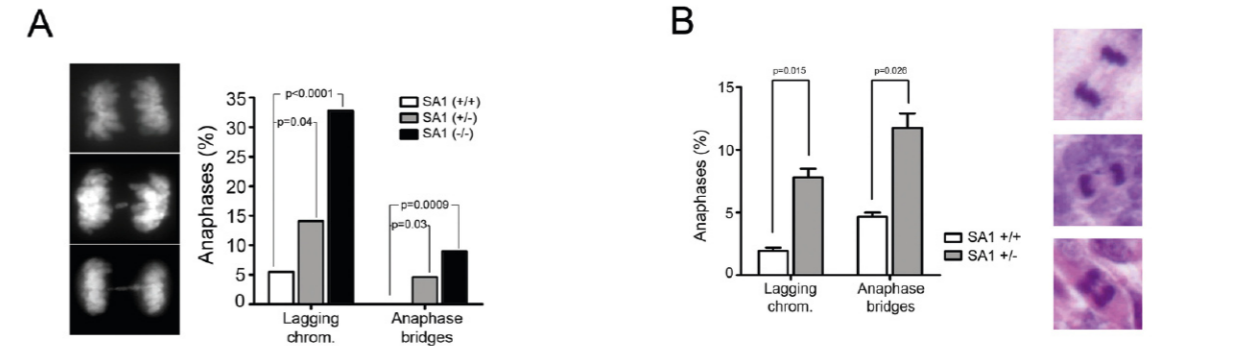 A
Anaphases (%)
35
30
25
20
15
10
5
0
p<0.0001
p=0.04
SA1 (+/+)
SA1 (+/-)
SA1 (-/-)
p=0.0009
p=0.03
Lagging
chrom.
Anaphase
bridges
B
Anaphases (%)
15
10
5
0
p=0.015
p=0.026
SA1 +/+
SA1 +/-
Lagging
chrom.
Anaphase
bridges